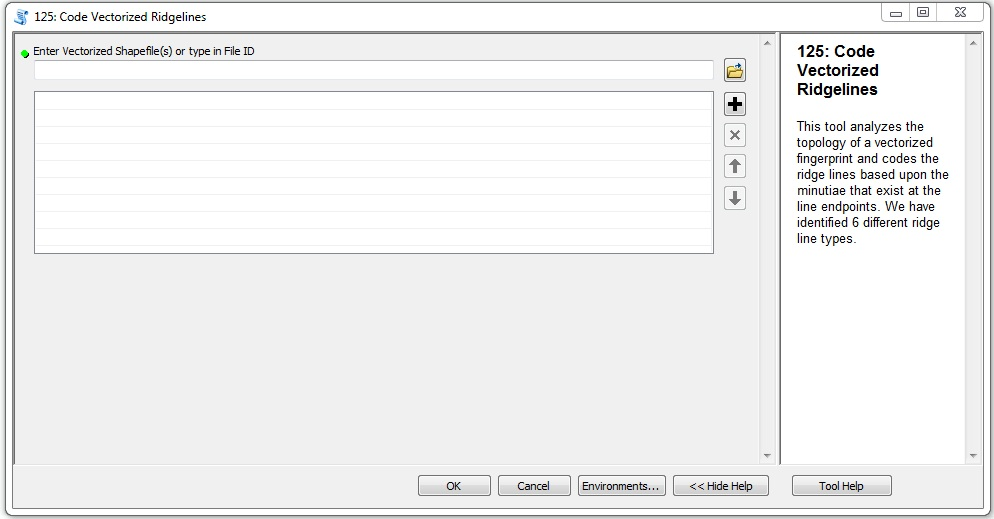 125: Code Vectorized Ridgelines
Enter Vectorized Shapefile(s) or type in File ID
125: Code
Vectorized
Ridgelines
This tool analyzes the
topology of a vectorized
fingerprint and codes the
ridge lines based upon the
minutiae that exist at the
line endpoints. We have
identified 6 different ridge
line types.
OK
Cancel
Environments...
<< Hide Help
Tool Help